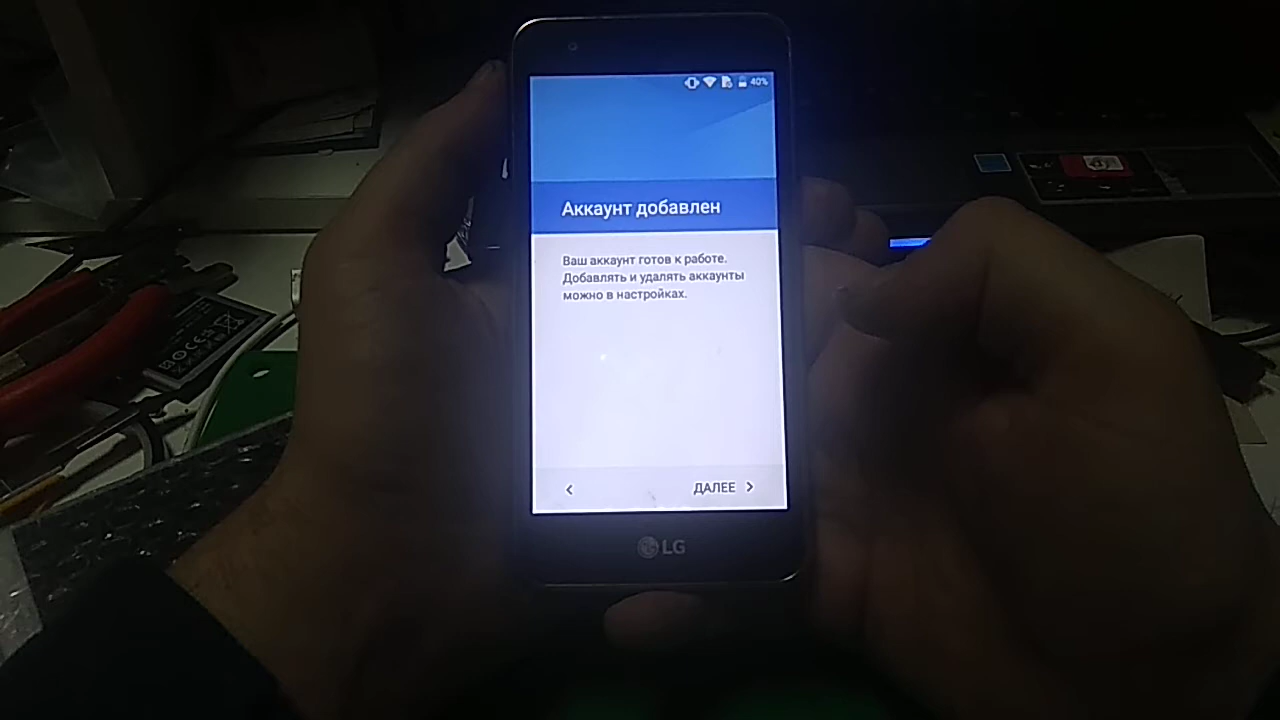 40%
Аккаунт добавлен
Ваш аккаунт готов к работе.
Добавлять и удалять аккаунты
можно в настройках.
ДАЛЕЕ
LG